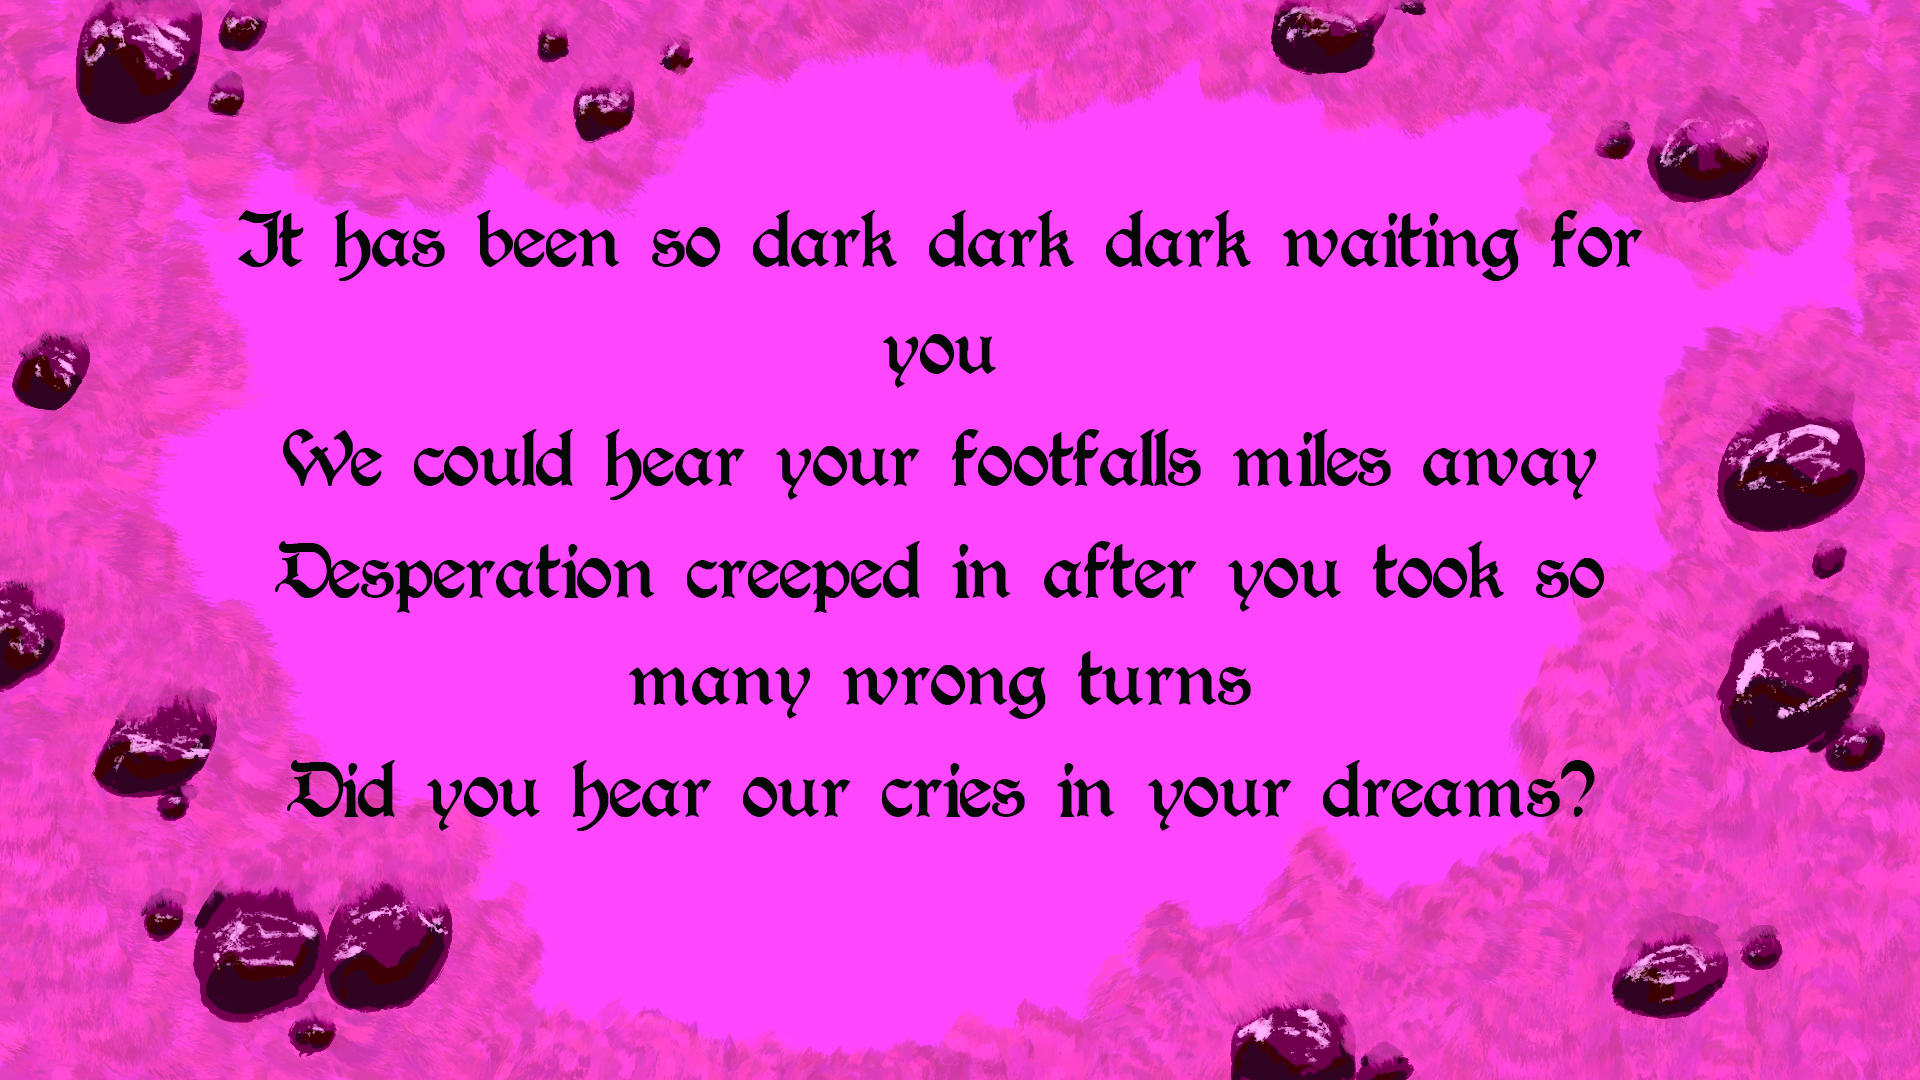 It has been so dark dark dark waiting for
you
We could hear your footfalls miles away
Desperation creeped in after you took so
many wrong turns
Did you hear our cries in your dreams?